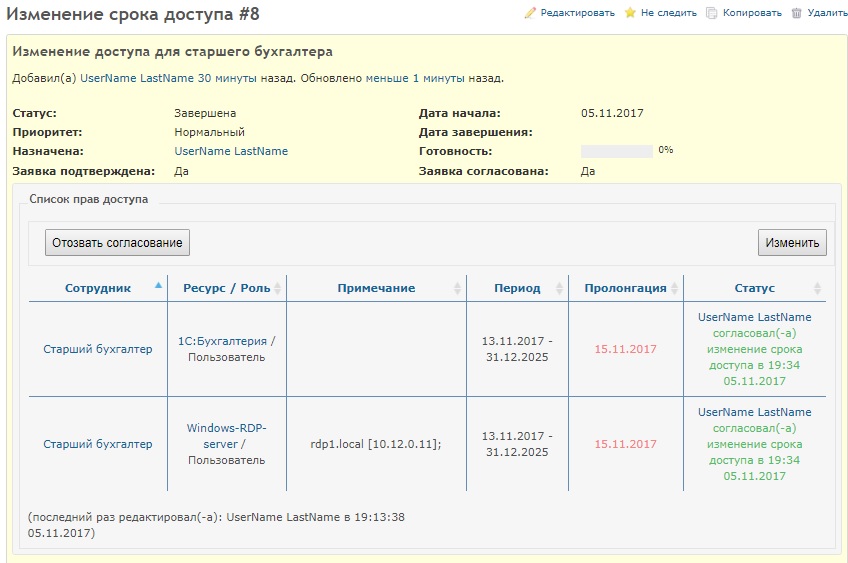 Изменение срока доступа #8
Редактировать Не следить Копировать Удалить
Изменение доступа для старшего бухгалтера
Добавил(а) UserName LastName 30 минуты назад. Обновлено меньше 1 минуты назад.
Статус: Завершена Дата начала: 05.11.2017
Приоритет: Нормальный Дата завершения:
Назначена: UserName LastName Готовность: 0%
Заявка подтверждена: Да Заявка согласована: Да
Список прав доступа
Отозвать согласование Изменить
Сотрудник Ресурс / Роль Примечание Период Пролонгация Статус
Старший бухгалтер
1С:Бухгалтерия /
Пользователь
13.11.2017 -
31.12.2025
15.11.2017
UserName LastName
согласовал(-а)
изменение срока
доступа в 19:34
05.11.2017
Старший бухгалтер
Windows-RDP-
server /
Пользователь
rdp1.local [10.12.0.11];
13.11.2017 -
31.12.2025
15.11.2017
UserName LastName
согласовал(-а)
изменение срока
доступа в 19:34
05.11.2017
(последний раз редактировал(-а): UserName LastName в 19:13:38
05.11.2017)